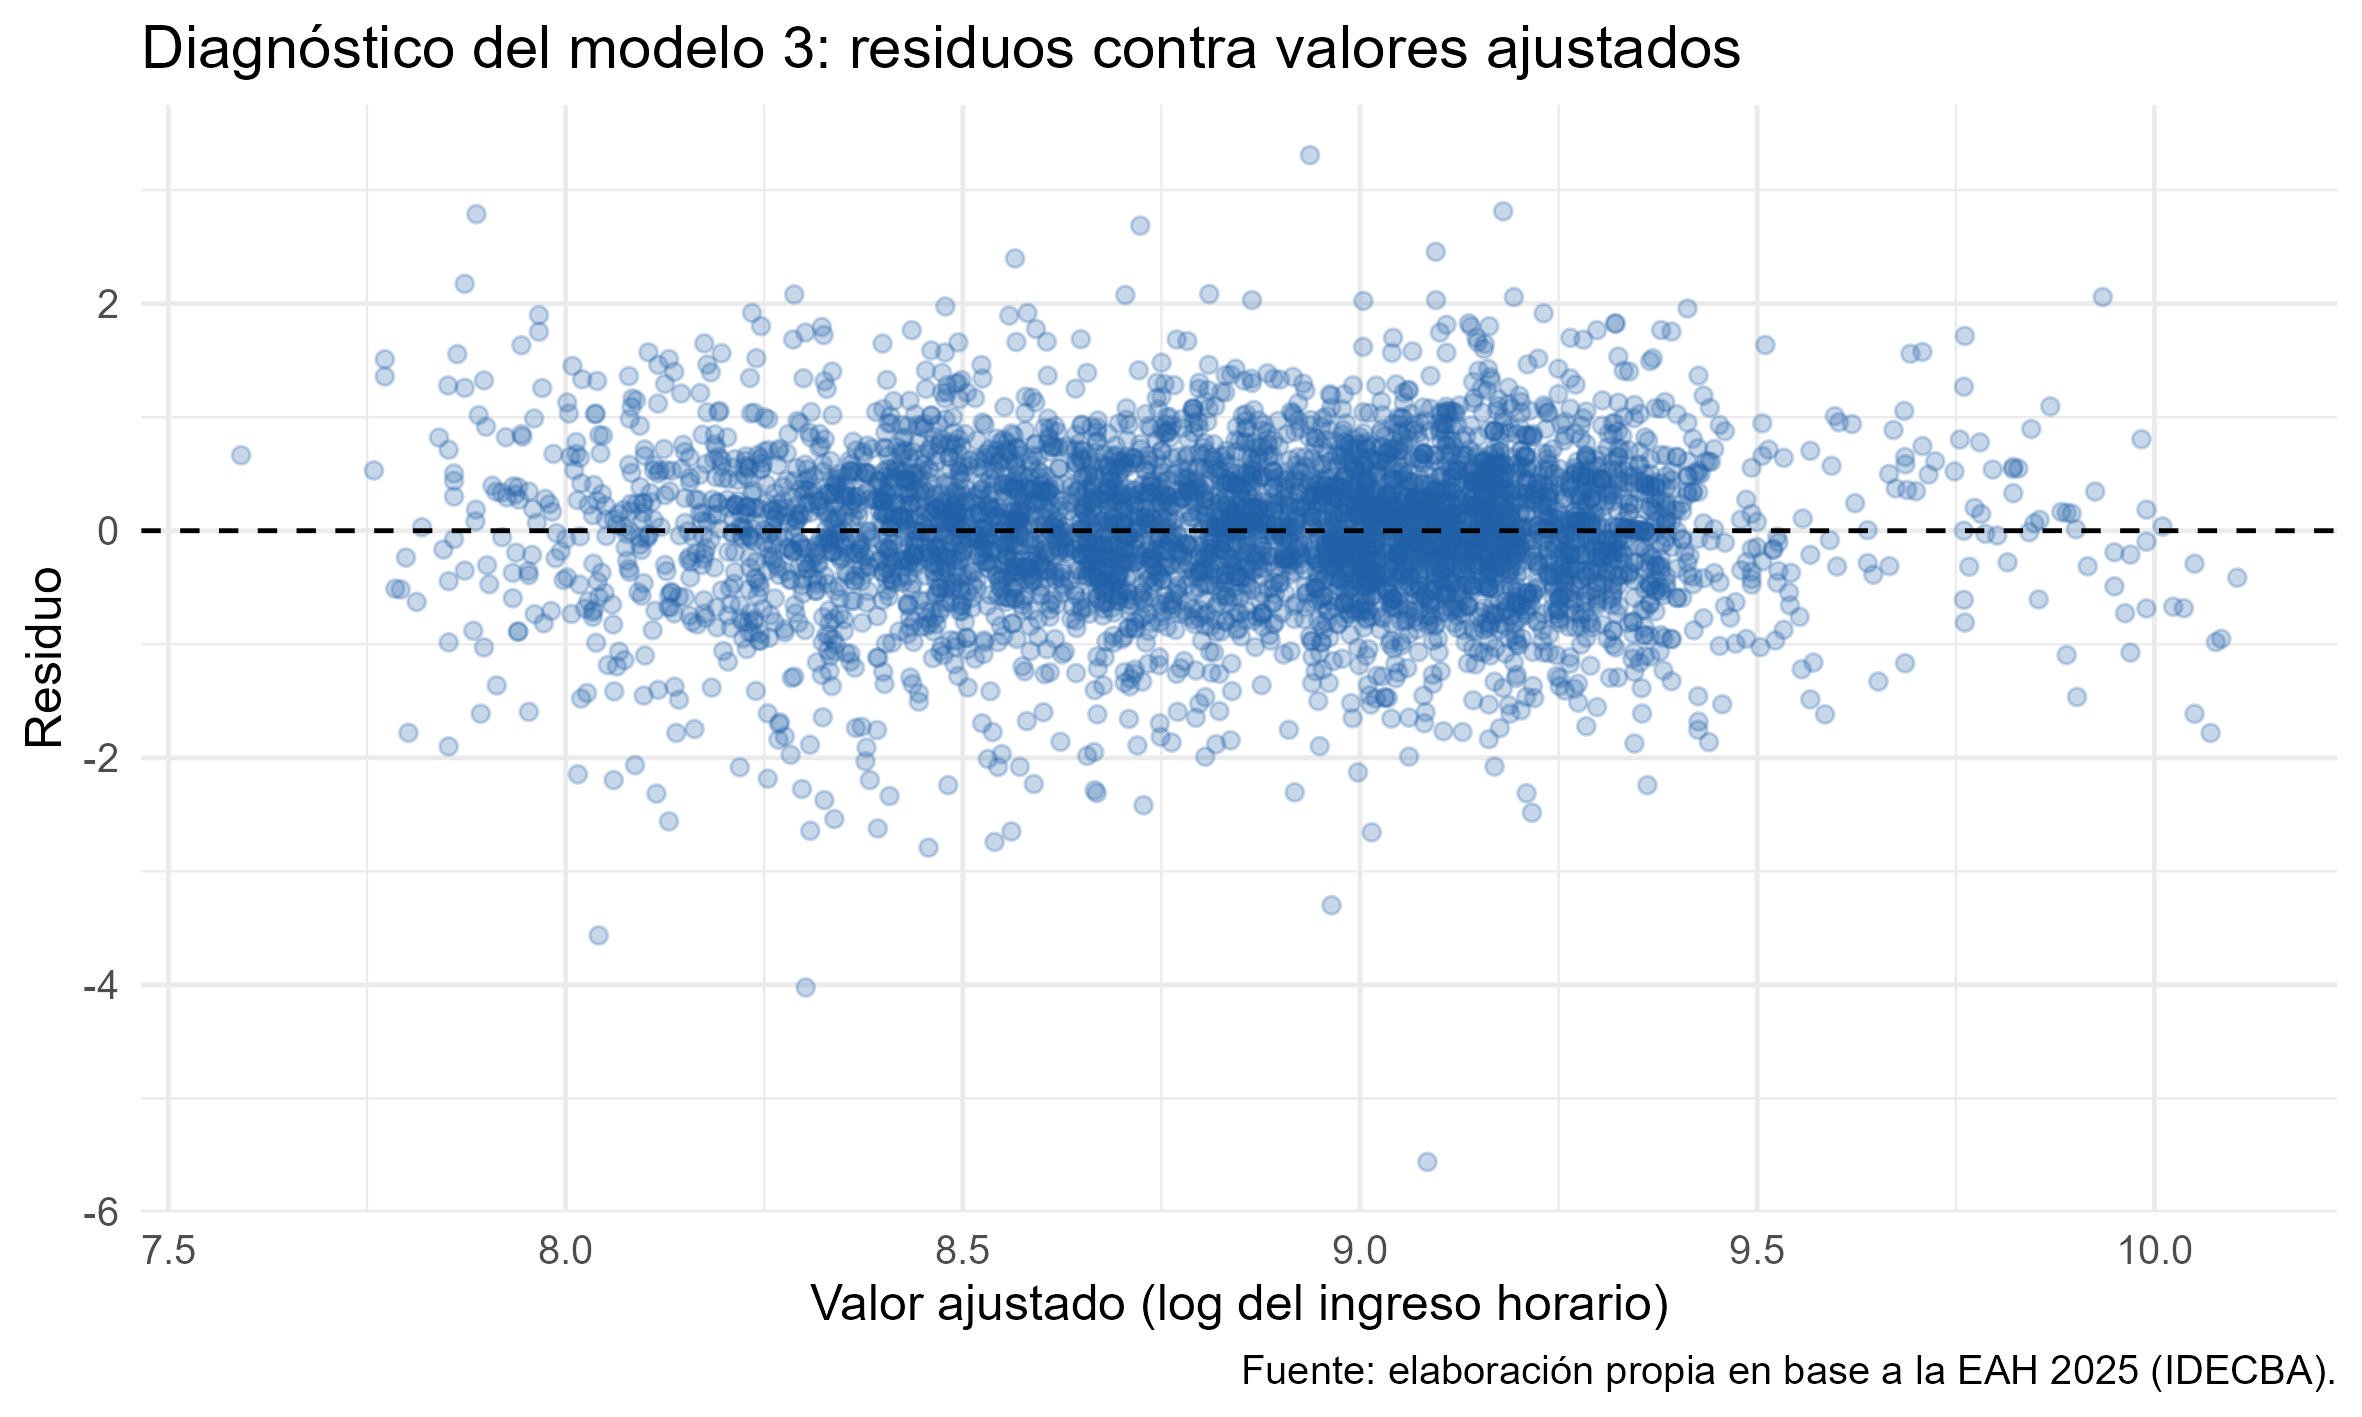 Diagnóstico del modelo 3: residuos contra valores ajustados
Residuo
2
0
-2
-4
-6
7.5 8.0 8.5 9.0 9.5 10.0
Valor ajustado (log del ingreso horario)
Fuente: elaboración propia en base a la EAH 2025 (IDECBA).